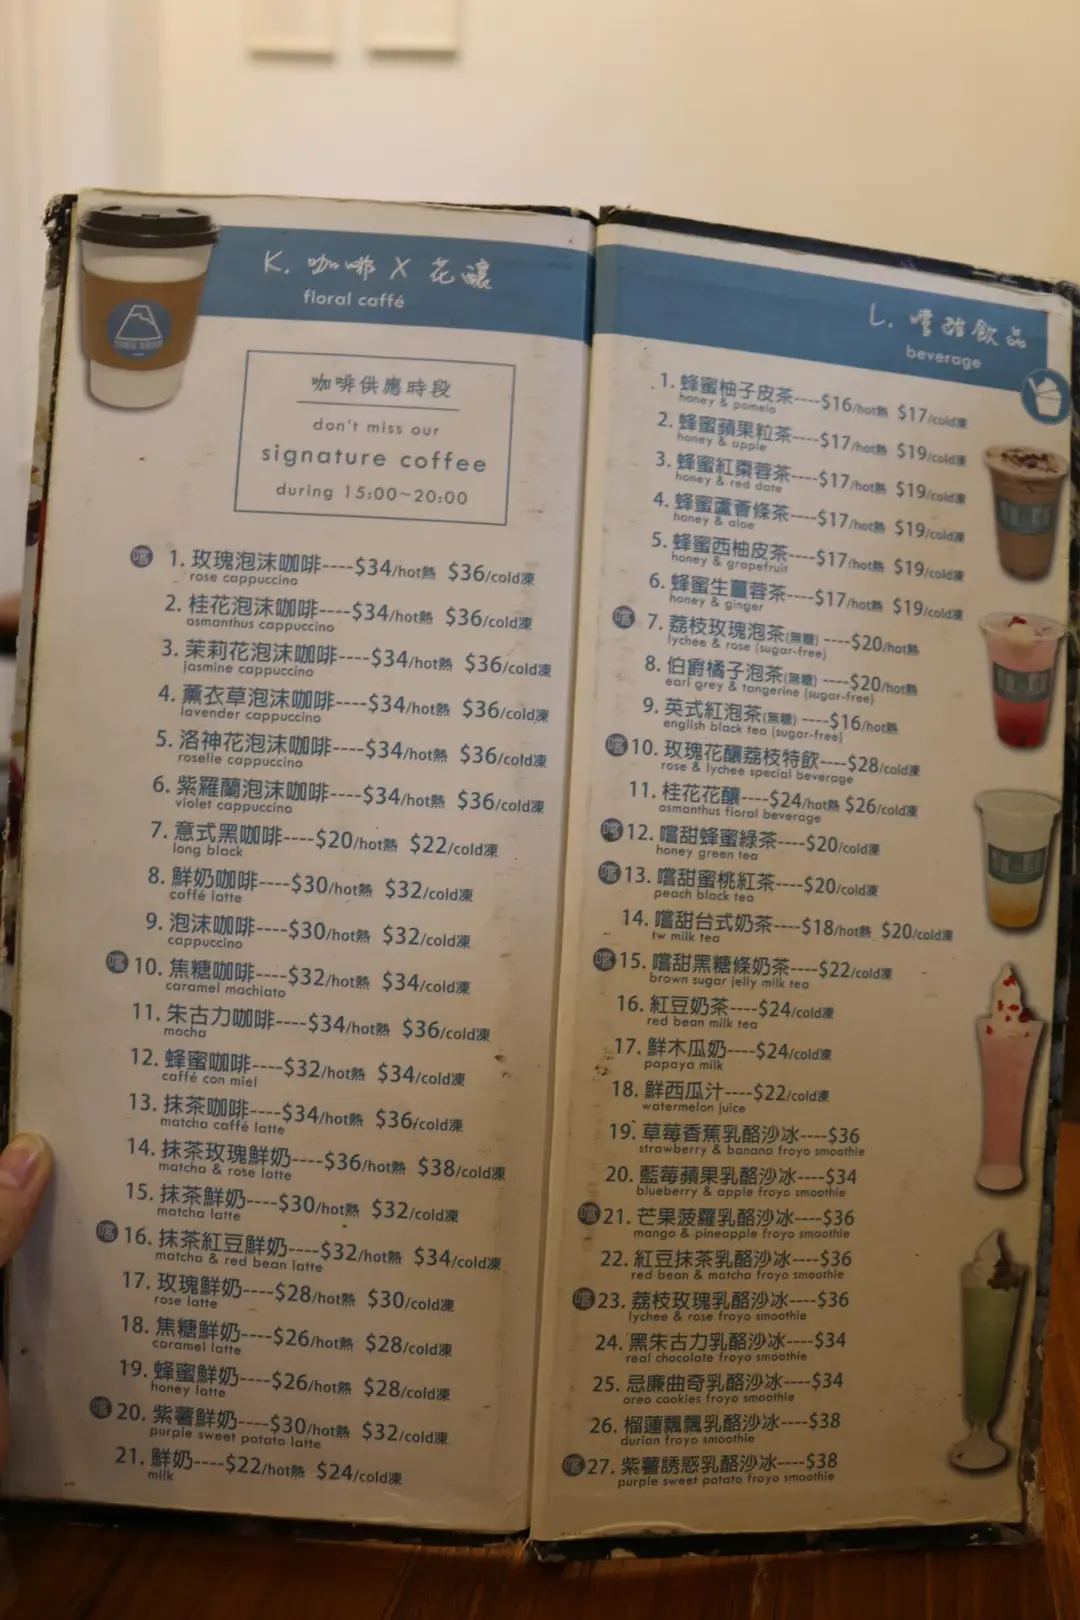 K. 咖啡 X 花釀
floral caffé
咖啡供應時段
don't miss our
signature coffee
during 15:00~20:00
嚐 1. 玫瑰泡沫咖啡----$34/hot熱 $36/cold凍
rose cappuccino
2. 桂花泡沫咖啡----$34/hot熱 $36/cold凍
osmanthus cappuccino
3. 茉莉花泡沫咖啡----$34/hot熱 $36/cold凍
jasmine cappuccino
4. 薰衣草泡沫咖啡----$34/hot熱 $36/cold凍
lavender cappuccino
5. 洛神花泡沫咖啡----$34/hot熱 $36/cold凍
roselle cappuccino
6. 紫羅蘭泡沫咖啡----$34/hot熱 $36/cold凍
violet cappuccino
7. 意式黑咖啡----$20/hot熱 $22/cold凍
long black
8. 鮮奶咖啡----$30/hot熱 $32/cold凍
caffé latte
9. 泡沫咖啡----$30/hot熱 $32/cold凍
cappuccino
嚐 10. 焦糖咖啡----$32/hot熱 $34/cold凍
caramel machiato
11. 朱古力咖啡----$34/hot熱 $36/cold凍
mocha
12. 蜂蜜咖啡----$32/hot熱 $34/cold凍
caffé con miel
13. 抹茶咖啡----$34/hot熱 $36/cold凍
matcha caffé latte
14. 抹茶玫瑰鮮奶----$36/hot熱 $38/cold凍
matcha & rose latte
15. 抹茶鮮奶----$30/hot熱 $32/cold凍
matcha latte
嚐 16. 抹茶紅豆鮮奶----$32/hot熱 $34/cold凍
matcha & red bean latte
17. 玫瑰鮮奶----$28/hot熱 $30/cold凍
rose latte
18. 焦糖鮮奶----$26/hot熱 $28/cold凍
caramel latte
19. 蜂蜜鮮奶----$26/hot熱 $28/cold凍
honey latte
嚐 20. 紫薯鮮奶----$30/hot熱 $32/cold凍
purple sweet potato latte
21. 鮮奶----$22/hot熱 $24/cold凍
milk
L. 嚐甜飲品
beverage
1. 蜂蜜柚子皮茶----$16/hot熱 $17/cold凍
honey & pomelo
2. 蜂蜜蘋果粒茶----$17/hot熱 $19/cold凍
honey & apple
3. 蜂蜜紅棗蓉茶----$17/hot熱 $19/cold凍
honey & red date
4. 蜂蜜蘆薈條茶----$17/hot熱 $19/cold凍
honey & aloe
5. 蜂蜜西柚皮茶----$17/hot熱 $19/cold凍
honey & grapefruit
6. 蜂蜜生薑蓉茶----$17/hot熱 $19/cold凍
honey & ginger
嚐 7. 荔枝玫瑰泡茶(無糖) ----$20/hot熱
lychee & rose (sugar-free)
8. 伯爵橘子泡茶(無糖) ----$20/hot熱
earl grey & tangerine (sugar-free)
9. 英式紅泡茶(無糖) ----$16/hot熱
english black tea (sugar-free)
嚐 10. 玫瑰花釀荔枝特飲----$28/cold凍
rose & lychee special beverage
11. 桂花花釀----$24/hot熱 $26/cold凍
osmanthus floral beverage
嚐 12. 嚐甜蜂蜜綠茶----$20/cold凍
honey green tea
嚐 13. 嚐甜蜜桃紅茶----$20/cold凍
peach black tea
14. 嚐甜台式奶茶----$18/hot熱 $20/cold凍
tw milk tea
嚐 15. 嚐甜黑糖條奶茶----$22/cold凍
brown sugar jelly milk tea
16. 紅豆奶茶----$24/cold凍
red bean milk tea
17. 鮮木瓜奶----$24/cold凍
papaya milk
18. 鮮西瓜汁----$22/cold凍
watermelon juice
19. 草莓香蕉乳酪沙冰----$36
strawberry & banana froyo smoothie
20. 藍莓蘋果乳酪沙冰----$34
blueberry & apple froyo smoothie
嚐 21. 芒果菠蘿乳酪沙冰----$36
mango & pineapple froyo smoothie
22. 紅豆抹茶乳酪沙冰----$36
red bean & matcha froyo smoothie
嚐 23. 荔枝玫瑰乳酪沙冰----$36
lychee & rose froyo smoothie
24. 黑朱古力乳酪沙冰----$34
real chocolate froyo smoothie
25. 忌廉曲奇乳酪沙冰----$34
oreo cookies froyo smoothie
26. 榴蓮飄飄乳酪沙冰----$38
durian froyo smoothie
嚐 27. 紫薯誘惑乳酪沙冰----$38
purple sweet potato froyo smoothie